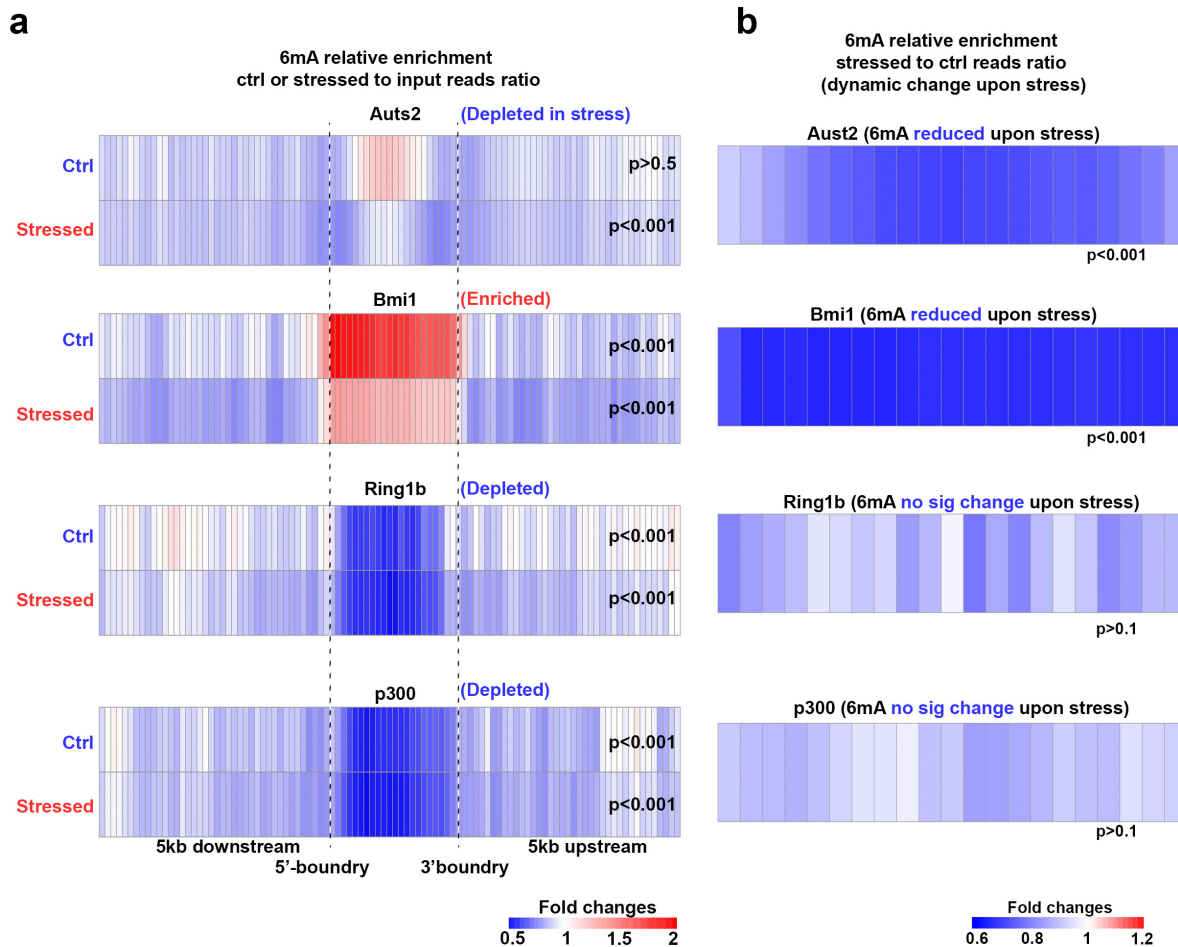 a
6mA relative enrichment
ctrl or stressed to input reads ratio
Auts2 (Depleted in stress)
Ctrl p>0.5
Stressed p<0.001
Bmi1 (Enriched)
Ctrl p<0.001
Stressed p<0.001
Ring1b (Depleted)
Ctrl p<0.001
Stressed p<0.001
p300 (Depleted)
Ctrl p<0.001
Stressed p<0.001
5kb downstream 5kb upstream
5’-boundry 3’boundry
Fold changes
0.5 1 1.5 2
b
6mA relative enrichment
stressed to ctrl reads ratio
(dynamic change upon stress)
Aust2 (6mA reduced upon stress)
p<0.001
Bmi1 (6mA reduced upon stress)
p<0.001
Ring1b (6mA no sig change upon stress)
p>0.1
p300 (6mA no sig change upon stress)
p>0.1
Fold changes
0.6 0.8 1 1.2